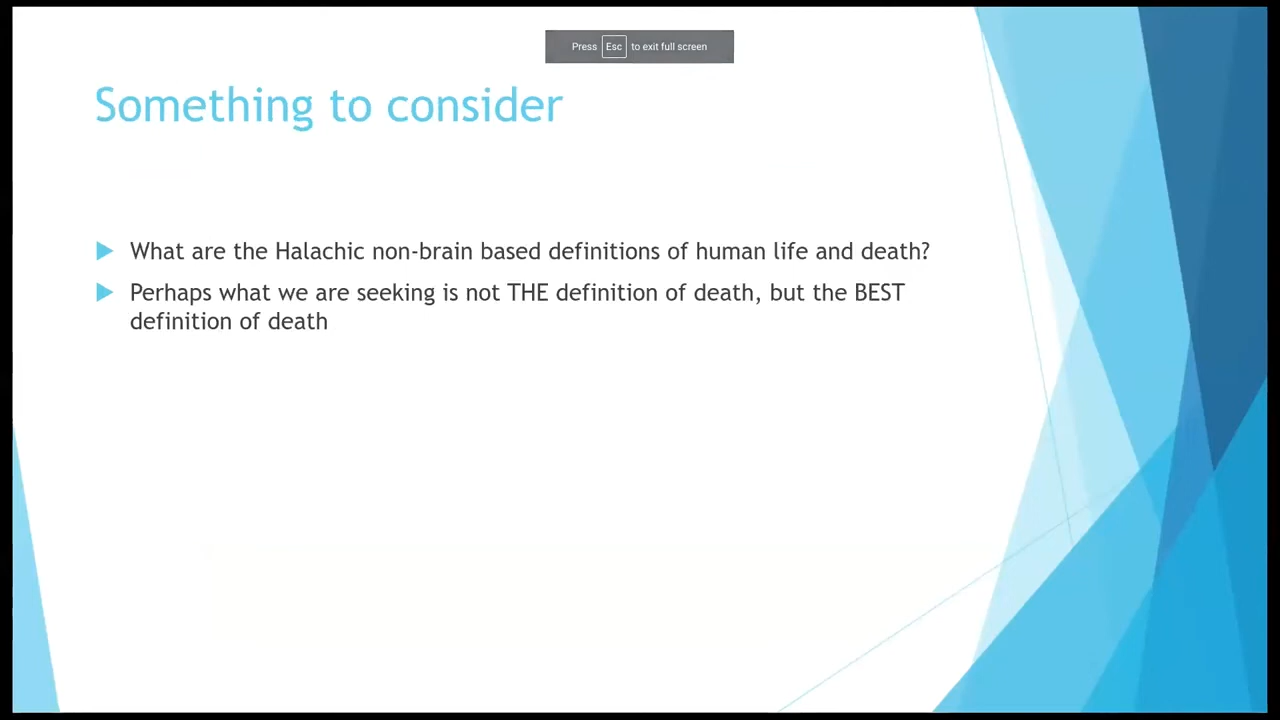 Press Esc to exit full screen
Something to consider
What are the Halachic non-brain based definitions of human life and death?
Perhaps what we are seeking is not THE definition of death, but the BEST
definition of death